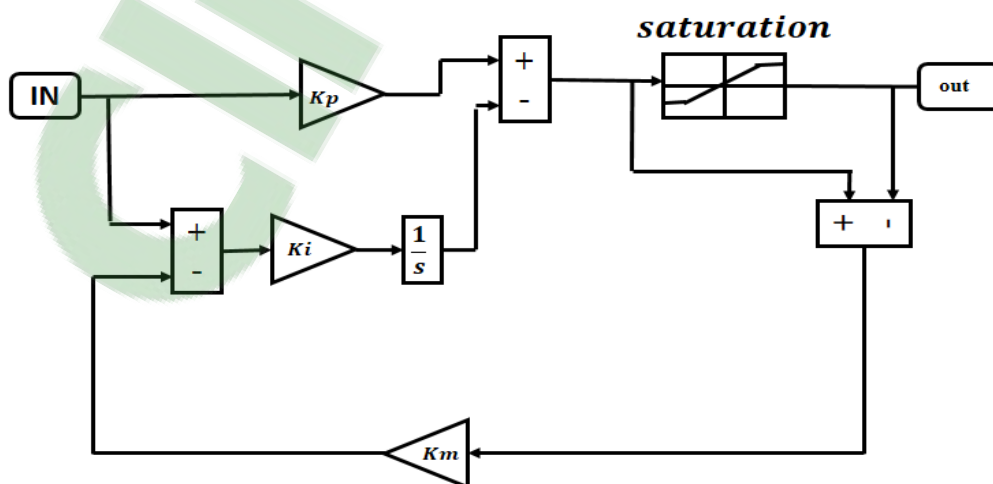 saturation
IN
Kp
+
-
out
+
-
Ki
1
s
+ -
Km